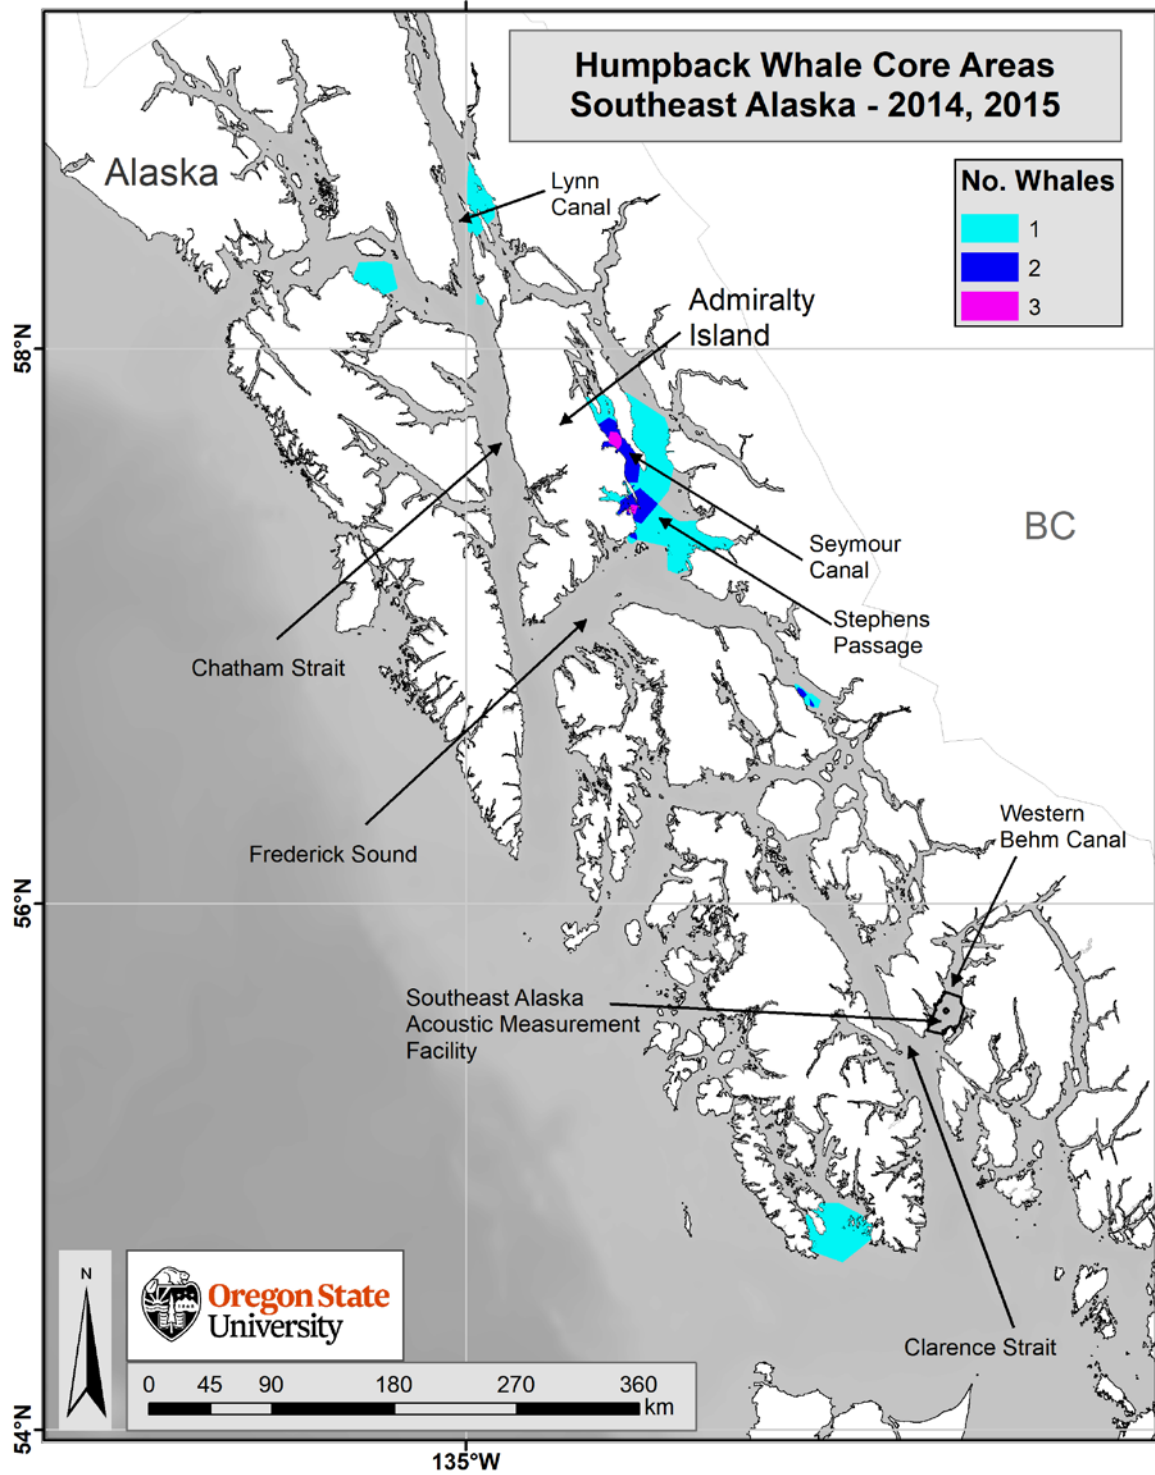 Humpback Whale Core Areas
Southeast Alaska - 2014, 2015
Alaska
No. Whales
1
2
3
Lynn
Canal
Admiralty
Island
58°N
BC
Seymour
Canal
Stephens
Passage
Chatham Strait
Frederick Sound
Western
Behm Canal
56°N
Southeast Alaska
Acoustic Measurement
Facility
Clarence Strait
N
Oregon State
University
0 45 90 180 270 360
km
54°N
135°W